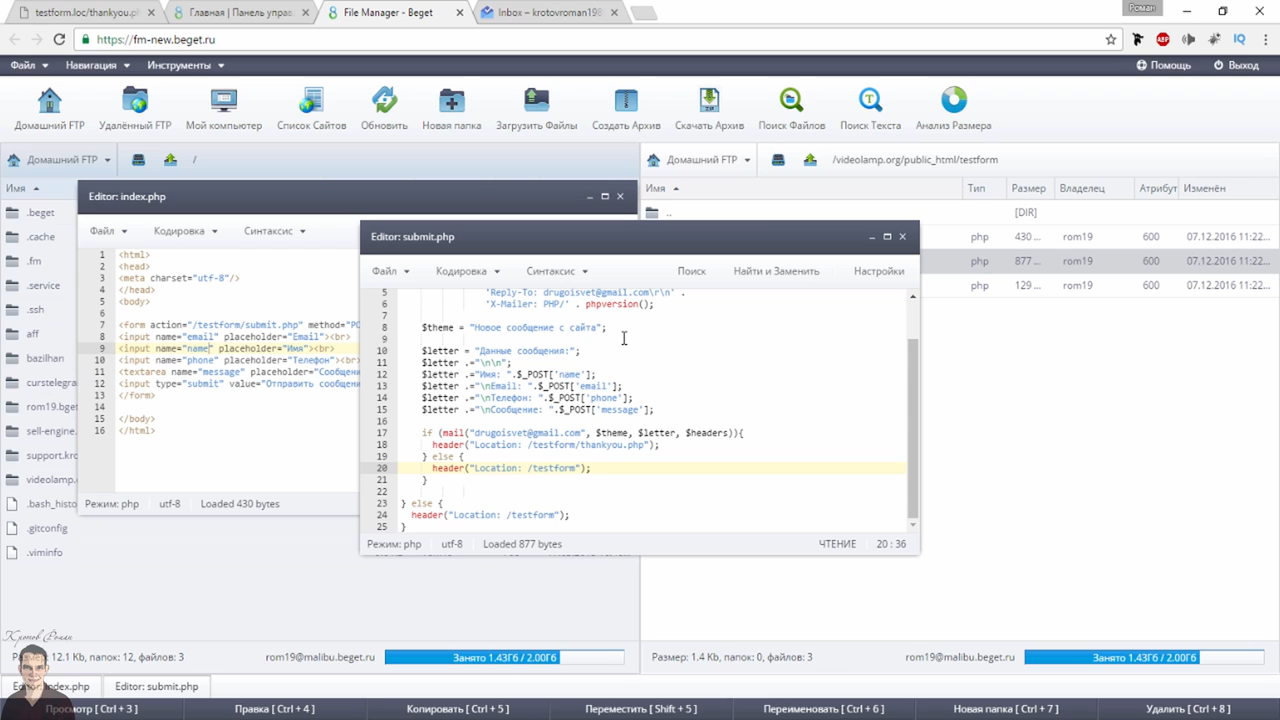 testform.loc/thankyou.p
Главная | Панель управ
File Manager - Beget
Inbox – krotovroman198
Роман
https://fm-new.beget.ru
ABP
IQ
Файл
Навигация
Инструменты
Помощь
Выход
Домашний FTP
Удалённый FTP
Мой компьютер
Список Сайтов
Обновить
Новая папка
Загрузить Файлы
Создать Архив
Скачать Архив
Поиск Файлов
Поиск Текста
Анализ Размера
Домашний FTP
/
Домашний FTP
/videolamp.org/public_html/testform
Имя
Имя
Тип
Размер
Владелец
Атрибут
Изменён
.beget
.cache
.fm
.service
.ssh
aff
bazilhan
curstelegra
rom19.bege
sell-engine.
support.kro
videolamp.
.bash_histo
.gitconfig
.viminfo
..
[DIR]
php 430 ... rom19 600 07.12.2016 11:22...
php 877 ... rom19 600 07.12.2016 11:22...
php 129 ... rom19 600 07.12.2016 11:22...
Editor: index.php
Файл
Кодировка
Синтаксис
1 <html>
2 <head>
3 <meta charset="utf-8"/>
4 </head>
5 <body>
6
7 <form action="/testform/submit.php" method="PO
8 <input name="email" placeholder="Email"><br>
9 <input name="name" placeholder="Имя"><br>
10 <input name="phone" placeholder="Телефон"><br>
11 <textarea name="message" placeholder="Сообщен
12 <input type="submit" value="Отправить сообщен
13 </form>
14
15 </body>
16 </html>
Режим: php
utf-8
Loaded 430 bytes
Editor: submit.php
Файл
Кодировка
Синтаксис
Поиск
Найти и Заменить
Настройки
5 'Reply-To: drugoisvet@gmail.com\r\n' .
6 'X-Mailer: PHP/' . phpversion();
7
8 $theme = "Новое сообщение с сайта";
9
10 $letter = "Данные сообщения:";
11 $letter .="\n\n";
12 $letter .="Имя: ".$_POST['name'];
13 $letter .="\nEmail: ".$_POST['email'];
14 $letter .="\nТелефон: ".$_POST['phone'];
15 $letter .="\nСообщение: ".$_POST['message'];
16
17 if (mail("drugoisvet@gmail.com", $theme, $letter, $headers)){
18 header("Location: /testform/thankyou.php");
19 } else {
20 header("Location: /testform");
21 }
22
23 } else {
24 header("Location: /testform");
25 }
Режим: php
utf-8
Loaded 877 bytes
ЧТЕНИЕ
20 : 36
Кротов Роман
Размер: 12.1 Kb, папок: 12, файлов: 3
rom19@malibu.beget.ru
Занято 1.43Гб / 2.00Гб
Размер: 1.4 Kb, папок: 0, файлов: 3
rom19@malibu.beget.ru
Занято 1.43Гб / 2.00Гб
Editor: index.php
Editor: submit.php
Просмотр [ Ctrl + 3 ]
Правка [ Ctrl + 4 ]
Копировать [ Ctrl + 5 ]
Переместить [ Shift + 5 ]
Переименовать [ Ctrl + 6 ]
Новая папка [ Ctrl + 7 ]
Удалить [ Ctrl + 8 ]